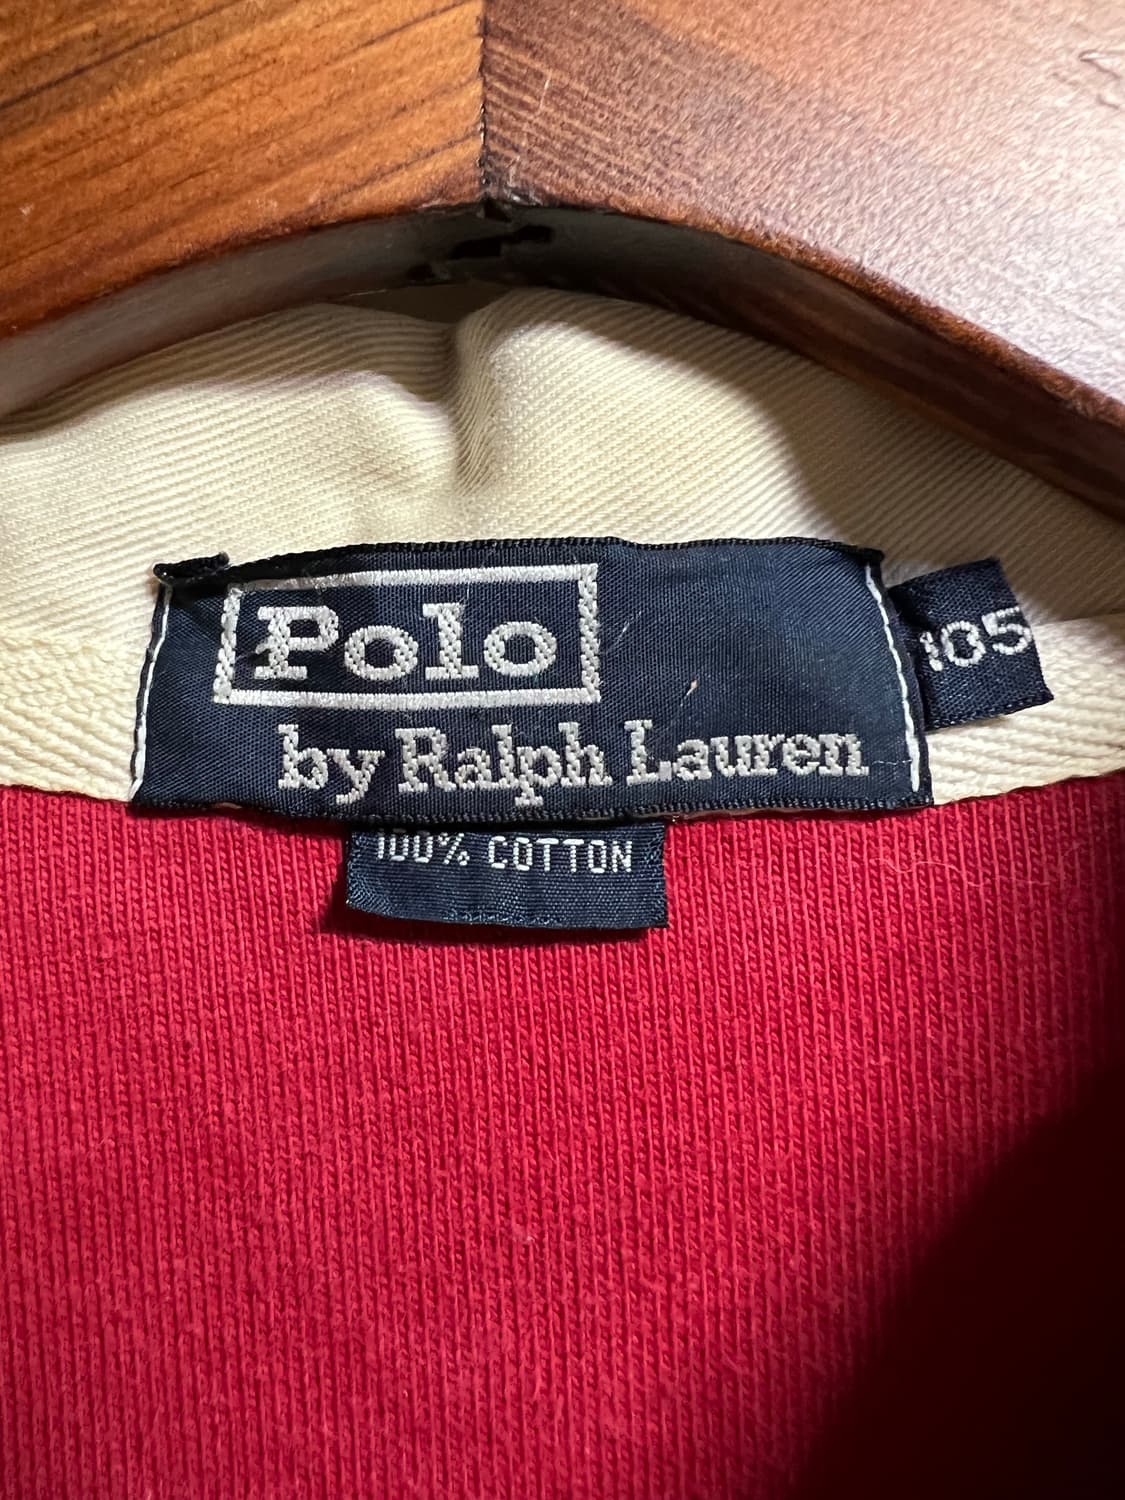 Polo
by Ralph Lauren
105
100% COTTON